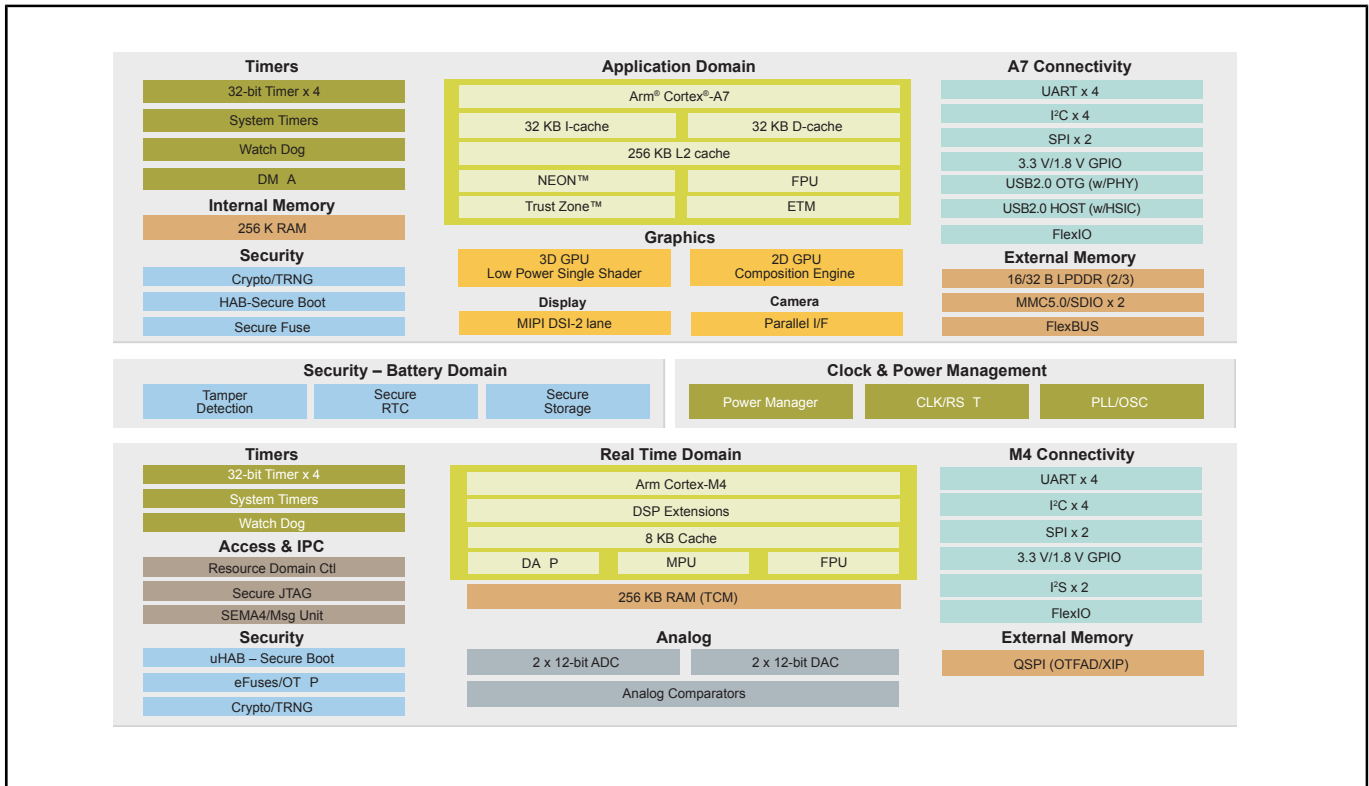 Timers
32-bit Timer x 4
System Timers
Watch Dog
DM A
Internal Memory
256 K RAM
Security
Crypto/TRNG
HAB-Secure Boot
Secure Fuse
Application Domain
Arm® Cortex®-A7
32 KB I-cache
32 KB D-cache
256 KB L2 cache
NEON™
FPU
Trust Zone™
ETM
Graphics
3D GPU
Low Power Single Shader
2D GPU
Composition Engine
Display
Camera
MIPI DSI-2 lane
Parallel I/F
A7 Connectivity
UART x 4
I²C x 4
SPI x 2
3.3 V/1.8 V GPIO
USB2.0 OTG (w/PHY)
USB2.0 HOST (w/HSIC)
FlexIO
External Memory
16/32 B LPDDR (2/3)
MMC5.0/SDIO x 2
FlexBUS
Security – Battery Domain
Tamper
Detection
Secure
RTC
Secure
Storage
Clock & Power Management
Power Manager
CLK/RS T
PLL/OSC
Timers
32-bit Timer x 4
System Timers
Watch Dog
Access & IPC
Resource Domain Ctl
Secure JTAG
SEMA4/Msg Unit
Security
uHAB – Secure Boot
eFuses/OT P
Crypto/TRNG
Real Time Domain
Arm Cortex-M4
DSP Extensions
8 KB Cache
DA P
MPU
FPU
256 KB RAM (TCM)
Analog
2 x 12-bit ADC
2 x 12-bit DAC
Analog Comparators
M4 Connectivity
UART x 4
I²C x 4
SPI x 2
3.3 V/1.8 V GPIO
I²S x 2
FlexIO
External Memory
QSPI (OTFAD/XIP)